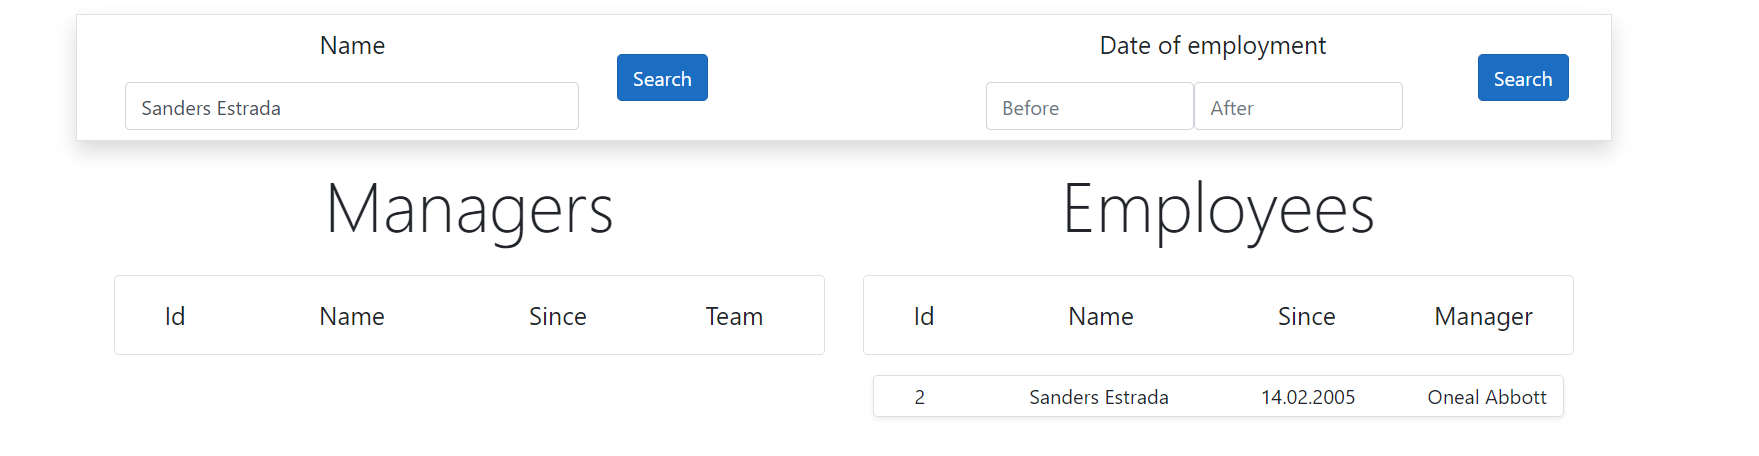 Name
Date of employment
Search
Search
Sanders Estrada
Before
After
Managers
Employees
Id Name Since Team
Id Name Since Manager
2 Sanders Estrada 14.02.2005 Oneal Abbott